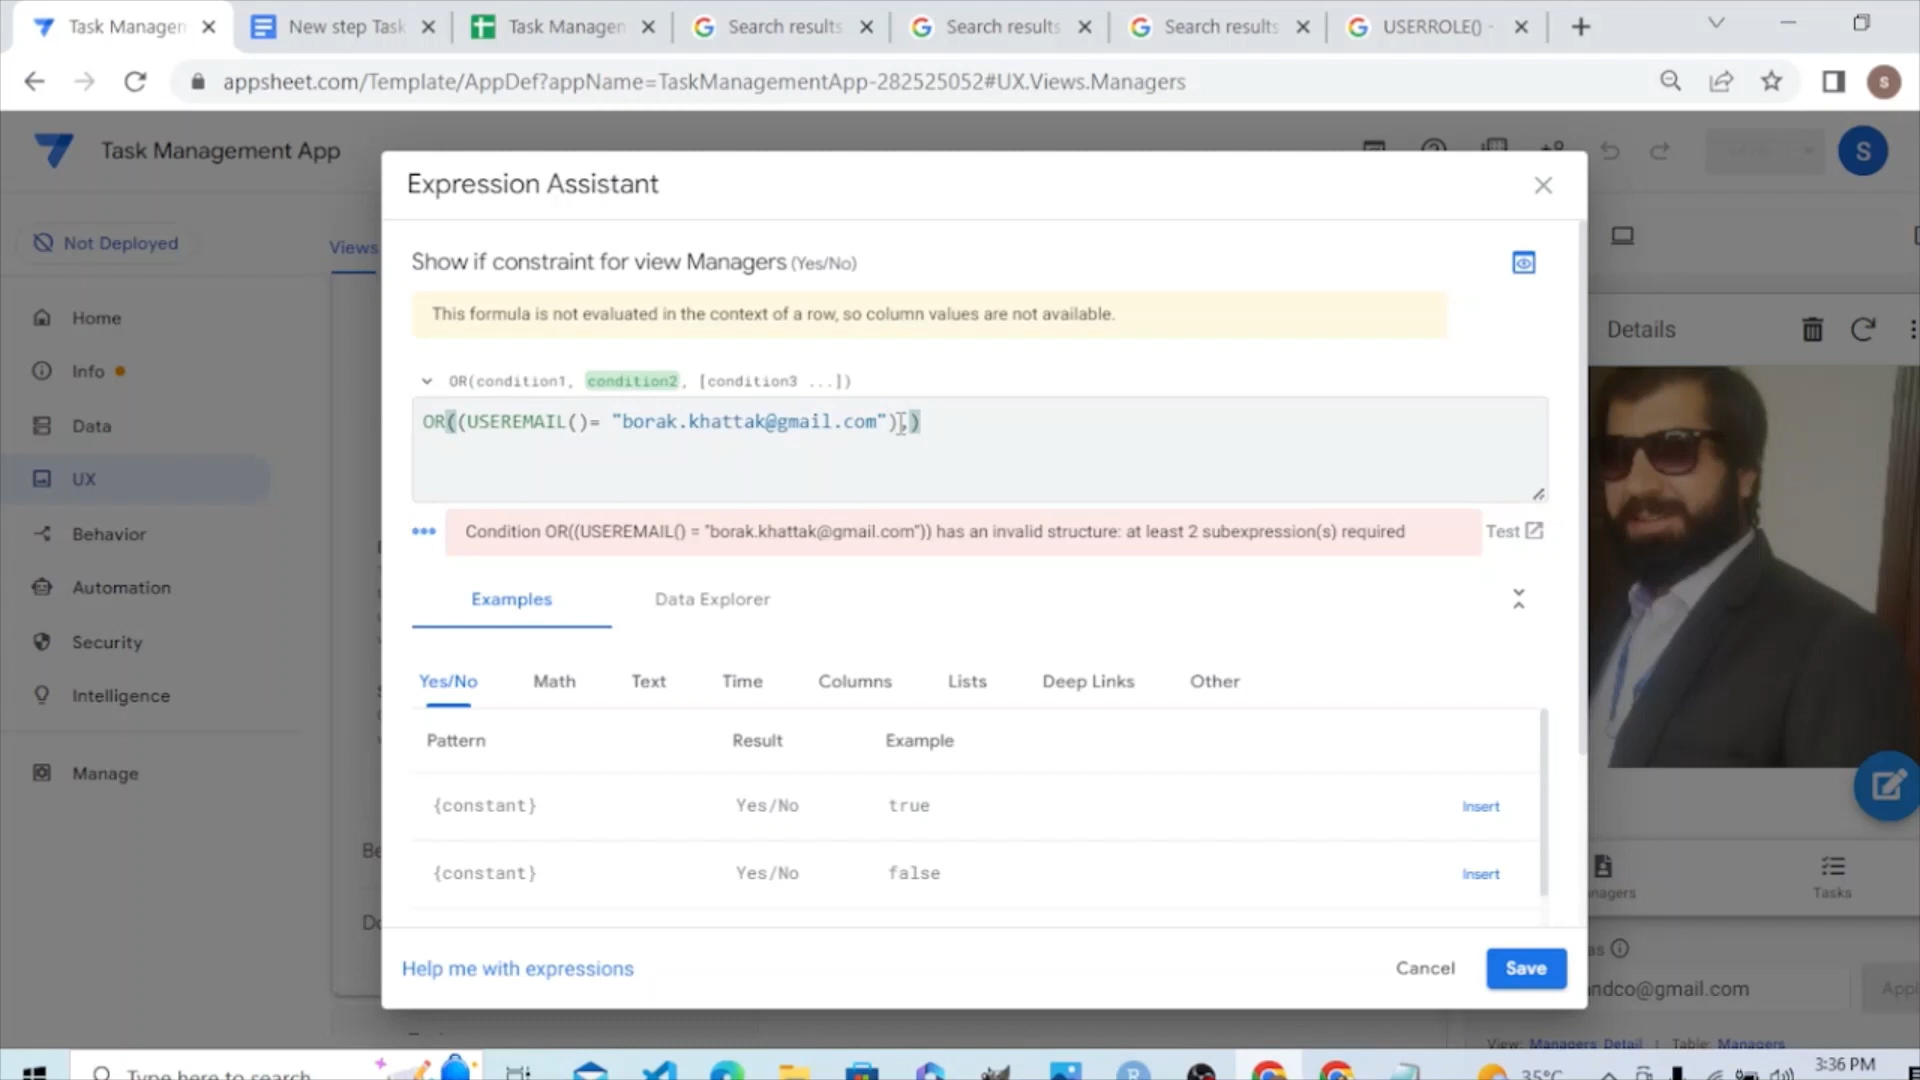 Task Managen
New step Task
Task Managen
Search results
Search results
Search results
USERROLE() -
appsheet.com/Template/AppDef?appName=TaskManagementApp-282525052#UX.Views.Managers
S
Task Management App
S
Expression Assistant
Not Deployed
Views
Show if constraint for view Managers (Yes/No)
This formula is not evaluated in the context of a row, so column values are not available.
Home
Details
Info
OR(condition1, condition2, [condition3 ...])
Data
OR((USEREMAIL()= "borak.khattak@gmail.com"),)
UX
Behavior
Condition OR((USEREMAIL() = "borak.khattak@gmail.com")) has an invalid structure: at least 2 subexpression(s) required
Test
Automation
Examples
Data Explorer
Security
Yes/No
Math
Text
Time
Columns
Lists
Deep Links
Other
Intelligence
Pattern
Result
Example
Manage
{constant}
Yes/No
true
Insert
Be
{constant}
Yes/No
false
Insert
nagers
Tasks
Help me with expressions
Cancel
Save
as
ndco@gmail.com
Appl
View: Managers_Detail | Table: Managers
Type here to search
35°C
3:36 PM